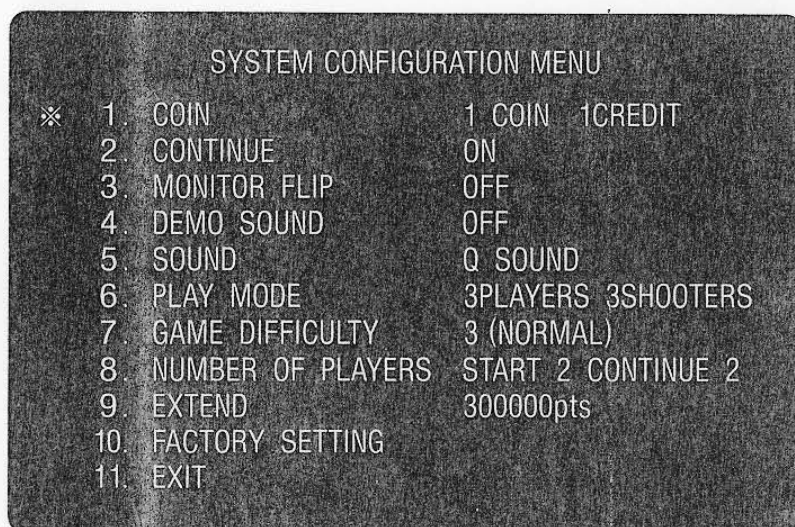 SYSTEM CONFIGURATION MENU
※ 1. COIN 1 COIN 1CREDIT
2. CONTINUE ON
3. MONITOR FLIP OFF
4. DEMO SOUND OFF
5. SOUND Q SOUND
6. PLAY MODE 3PLAYERS 3SHOOTERS
7. GAME DIFFICULTY 3 (NORMAL)
8. NUMBER OF PLAYERS START 2 CONTINUE 2
9. EXTEND 300000pts
10. FACTORY SETTING
11. EXIT